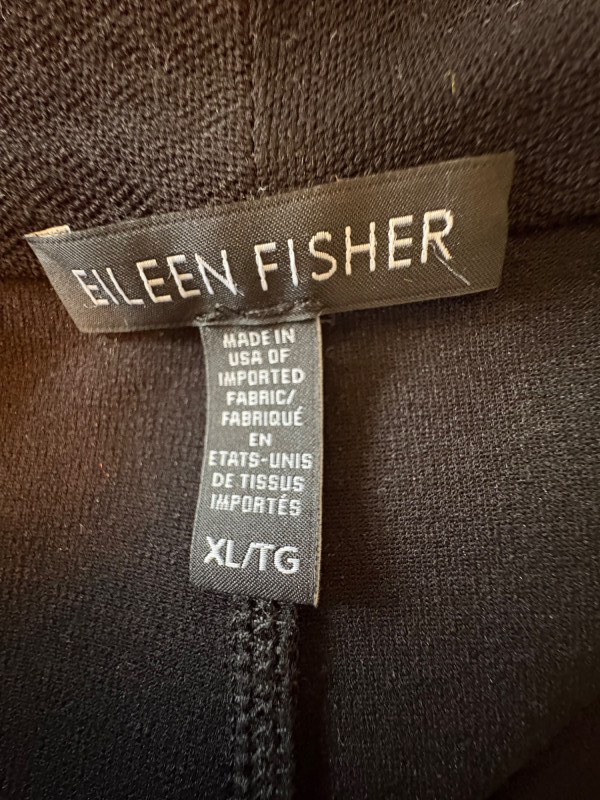 EILEEN FISHER
MADE IN
USA OF
IMPORTED
FABRIC/
FABRIQUÉ
EN
ETATS-UNIS
DE TISSUS
IMPORTÉS
XL/TG